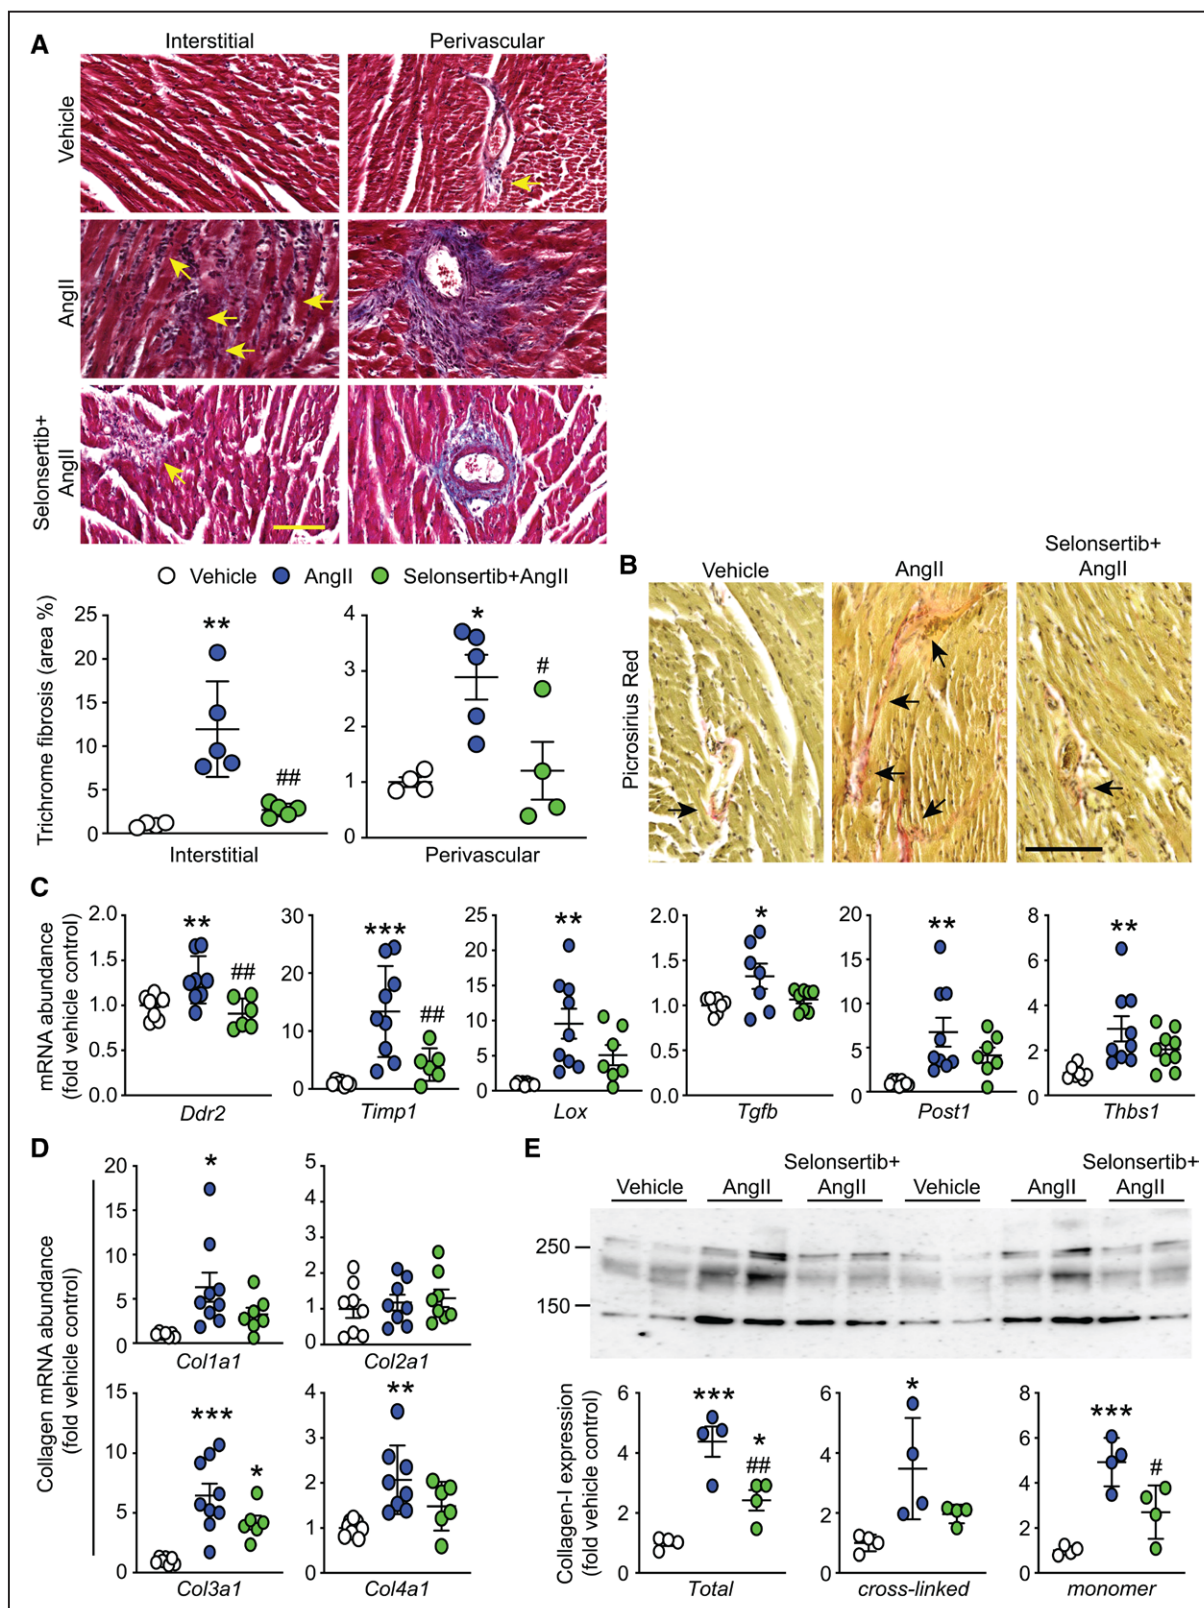 A
Interstitial
Perivascular
Vehicle
AngII
Selonsertib+
AngII
Vehicle AngII Selonsertib+AngII
Trichrome fibrosis (area %)
25
20
15
10
5
0
**
##
Interstitial
4
3
2
1
0
*
#
Perivascular
B
Vehicle
AngII
Selonsertib+
AngII
Picrosirius Red
C
mRNA abundance
(fold vehicle control)
2.0
1.5
1.0
0.5
0.0
**
##
Ddr2
30
20
10
0
***
##
Timp1
25
20
15
10
5
0
**
Lox
2.0
1.5
1.0
0.5
0.0
*
Tgfb
20
15
10
5
0
**
Post1
8
6
4
2
0
**
Thbs1
D
Collagen mRNA abundance
(fold vehicle control)
20
15
10
5
0
*
Col1a1
5
4
3
2
1
0
Col2a1
15
10
5
0
***
*
Col3a1
4
3
2
1
0
**
Col4a1
E
Vehicle
AngII
Selonsertib+
AngII
Vehicle
AngII
Selonsertib+
AngII
250
150
Collagen-I expression
(fold vehicle control)
6
4
2
0
***
*
##
Total
6
4
2
0
*
cross-linked
8
6
4
2
0
***
#
monomer